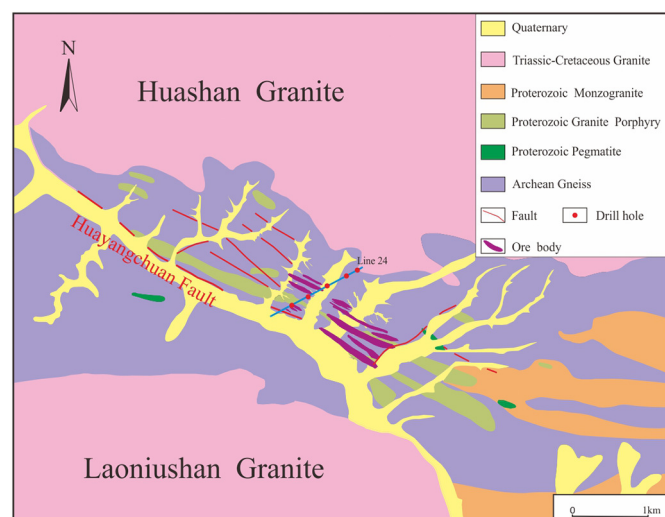 N
Huashan Granite
Huayangchuan Fault
Line 24
Laoniushan Granite
Quaternary
Triassic-Cretaceous Granite
Proterozoic Monzogranite
Proterozoic Granite Porphyry
Proterozoic Pegmatite
Archean Gneiss
Fault
Drill hole
Ore body
0 1km